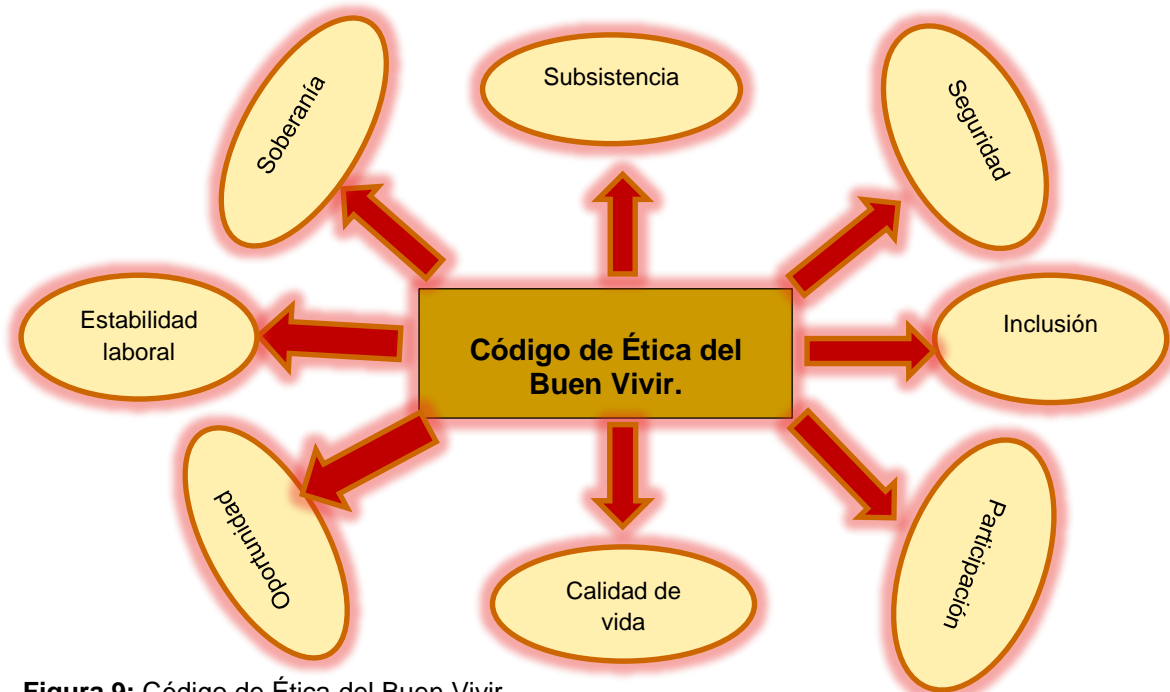 Soberanía
Subsistencia
Seguridad
Estabilidad
laboral
Código de Ética del
Buen Vivir.
Inclusión
Oportunidad
Calidad de
vida
Participación
Figura 9: Código de Ética del Buen Vivir